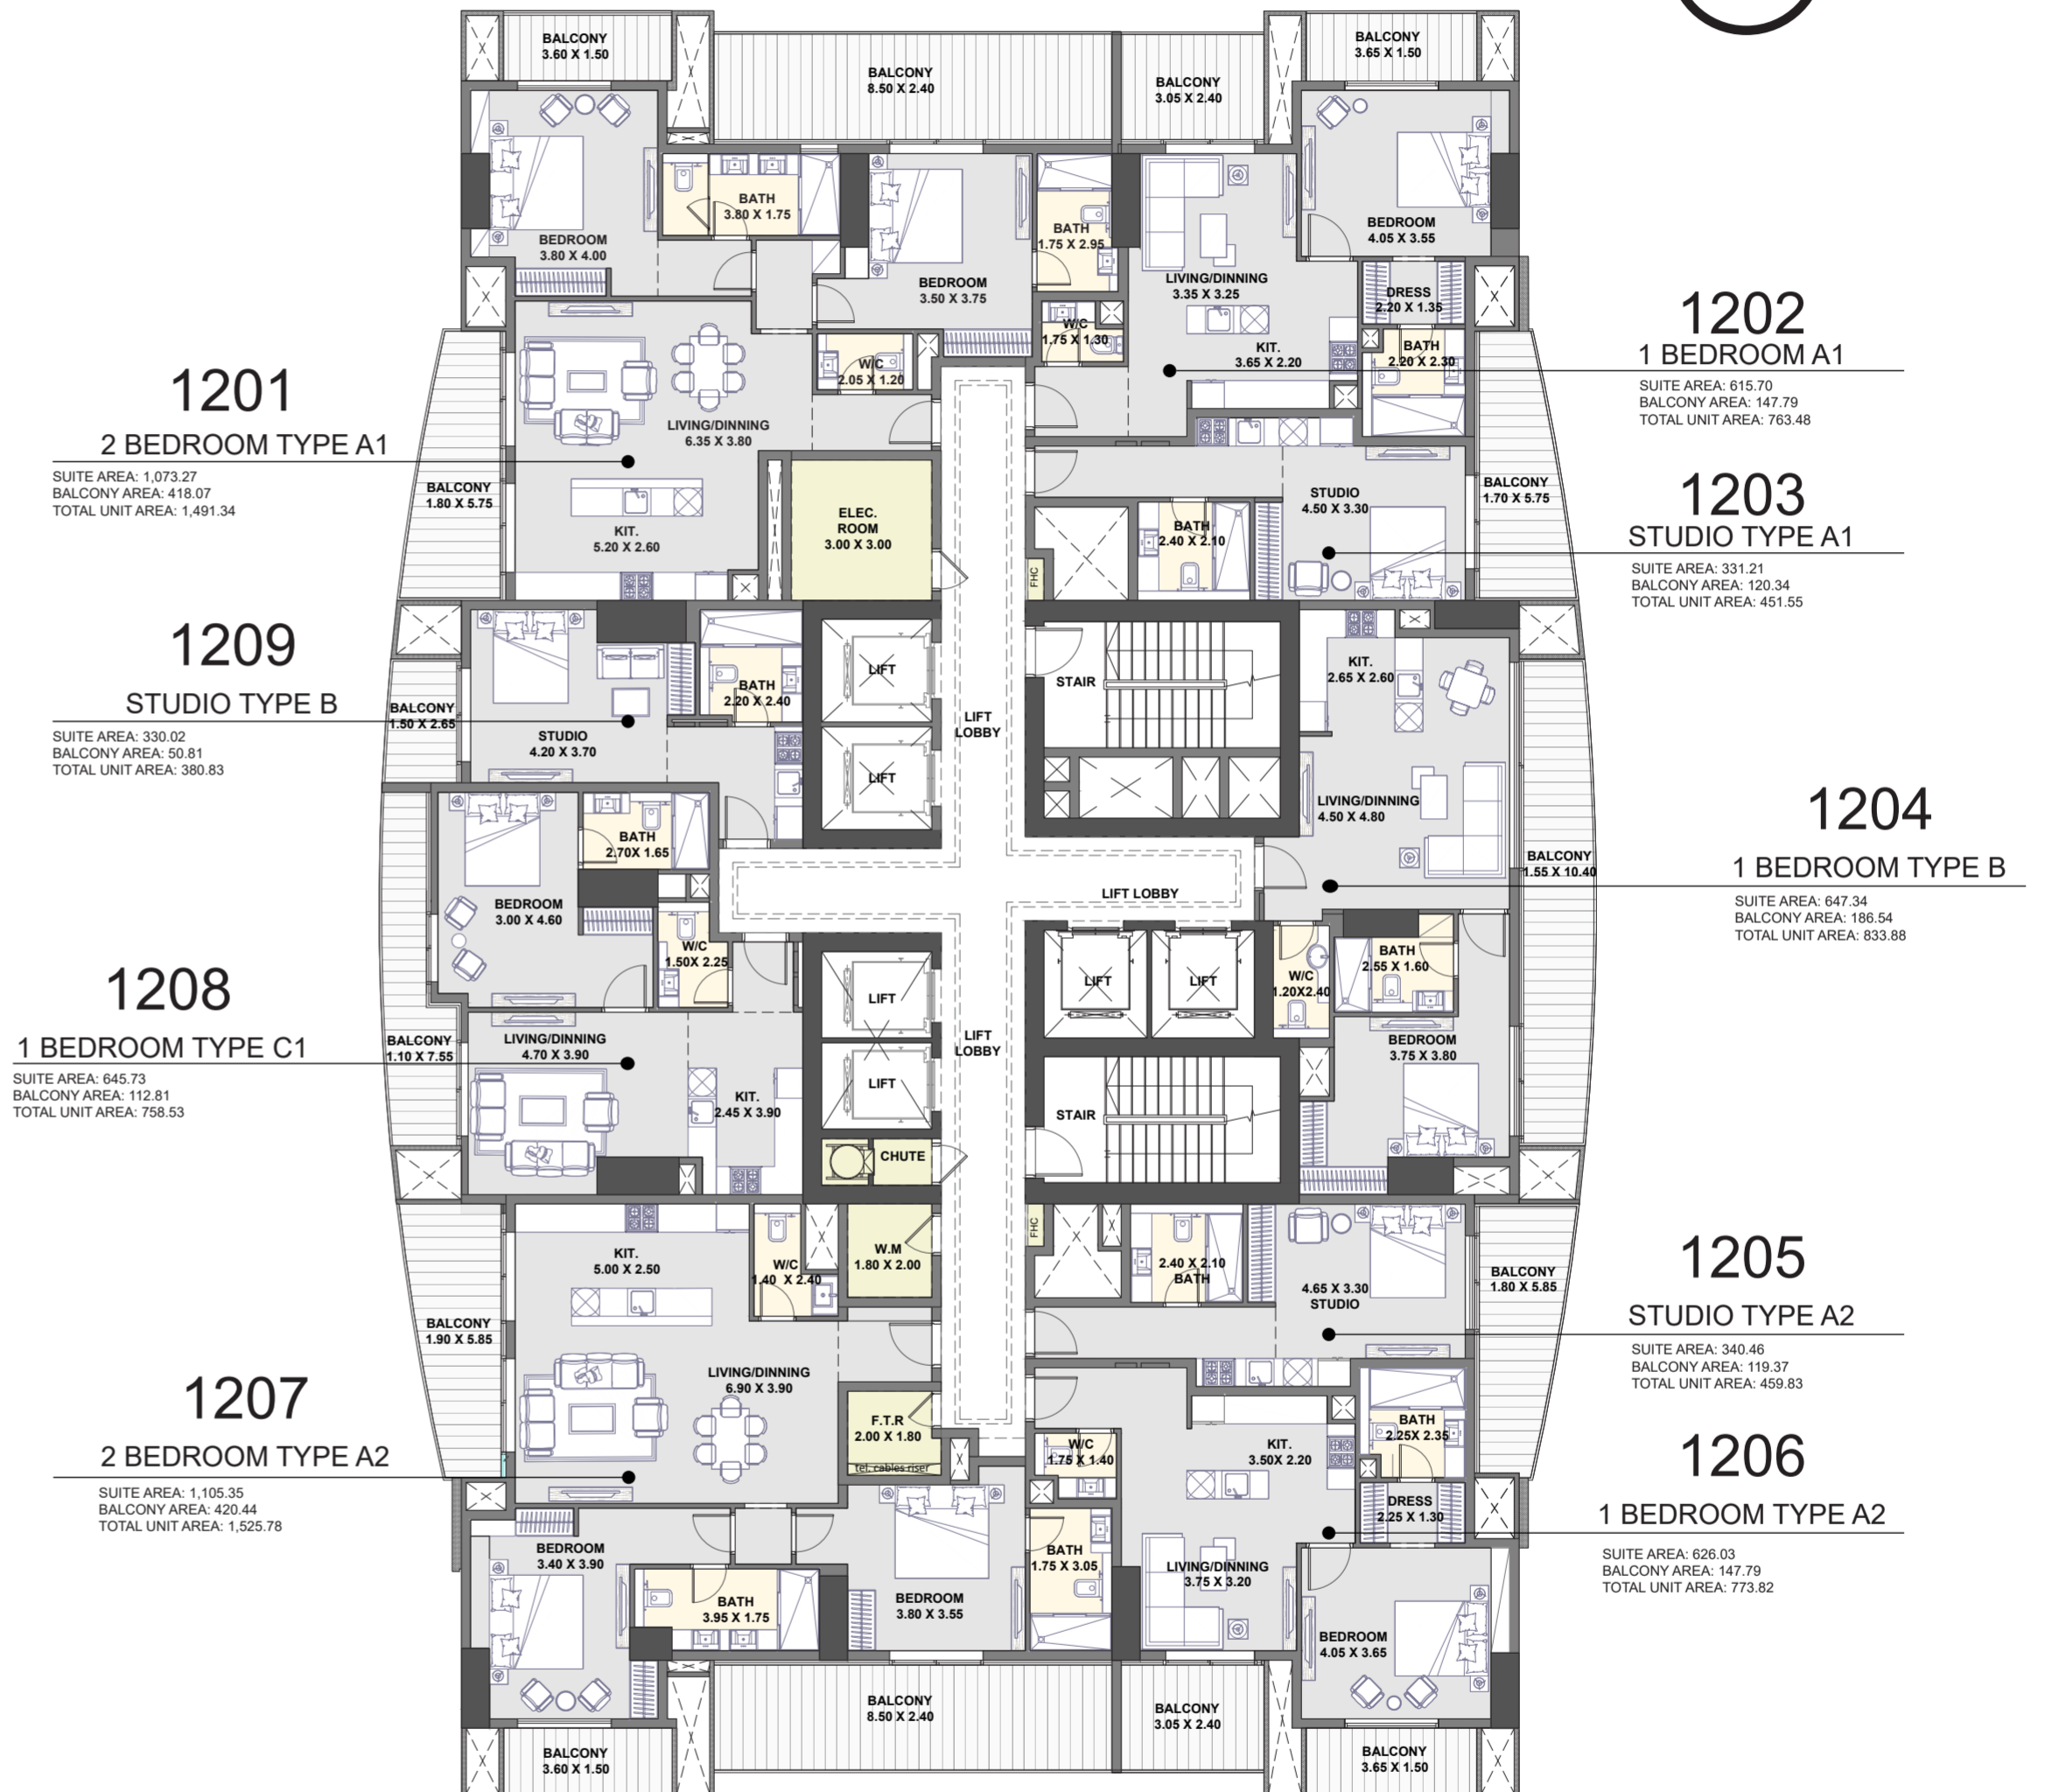 BALCONY
3.60 X 1.50
BALCONY
8.50 X 2.40
BALCONY
3.05 X 2.40
BALCONY
3.65 X 1.50
BEDROOM
3.80 X 4.00
BATH
3.80 X 1.75
BEDROOM
3.50 X 3.75
BATH
1.75 X 2.95
LIVING/DINNING
3.35 X 3.25
BEDROOM
4.05 X 3.55
DRESS
2.20 X 1.35
W/C
1.75 X 1.30
KIT.
3.65 X 2.20
BATH
2.20 X 2.30
W/C
2.05 X 1.20
1202
1 BEDROOM A1
SUITE AREA: 615.70
BALCONY AREA: 147.79
TOTAL UNIT AREA: 763.48
1201
2 BEDROOM TYPE A1
SUITE AREA: 1,073.27
BALCONY AREA: 418.07
TOTAL UNIT AREA: 1,491.34
LIVING/DINNING
6.35 X 3.80
BALCONY
1.80 X 5.75
KIT.
5.20 X 2.60
ELEC.
ROOM
3.00 X 3.00
FHC
BATH
2.40 X 2.10
STUDIO
4.50 X 3.30
BALCONY
1.70 X 5.75
1203
STUDIO TYPE A1
SUITE AREA: 331.21
BALCONY AREA: 120.34
TOTAL UNIT AREA: 451.55
1209
STUDIO TYPE B
SUITE AREA: 330.02
BALCONY AREA: 50.81
TOTAL UNIT AREA: 380.83
BALCONY
1.50 X 2.65
STUDIO
4.20 X 3.70
BATH
2.20 X 2.40
LIFT
LIFT
LIFT
LOBBY
STAIR
KIT.
2.65 X 2.60
LIVING/DINNING
4.50 X 4.80
BALCONY
1.55 X 10.40
1204
1 BEDROOM TYPE B
SUITE AREA: 647.34
BALCONY AREA: 186.54
TOTAL UNIT AREA: 833.88
BATH
2.70X 1.65
BEDROOM
3.00 X 4.60
W/C
1.50X 2.25
LIFT LOBBY
LIFT
LIFT
W/C
1.20X2.40
BATH
2.55 X 1.60
BEDROOM
3.75 X 3.80
1208
1 BEDROOM TYPE C1
SUITE AREA: 645.73
BALCONY AREA: 112.81
TOTAL UNIT AREA: 758.53
BALCONY
1.10 X 7.55
LIVING/DINNING
4.70 X 3.90
KIT.
2.45 X 3.90
LIFT
LIFT
LIFT
LOBBY
STAIR
CHUTE
KIT.
5.00 X 2.50
W/C
1.40 X 2.40
W.M
1.80 X 2.00
FHC
2.40 X 2.10
BATH
4.65 X 3.30
STUDIO
BALCONY
1.80 X 5.85
1205
STUDIO TYPE A2
SUITE AREA: 340.46
BALCONY AREA: 119.37
TOTAL UNIT AREA: 459.83
BALCONY
1.90 X 5.85
LIVING/DINNING
6.90 X 3.90
F.T.R
2.00 X 1.80
tel. cables riser
1207
2 BEDROOM TYPE A2
SUITE AREA: 1,105.35
BALCONY AREA: 420.44
TOTAL UNIT AREA: 1,525.78
W/C
1.75 X 1.40
KIT.
3.50X 2.20
BATH
2.25X 2.35
DRESS
2.25 X 1.30
1206
1 BEDROOM TYPE A2
SUITE AREA: 626.03
BALCONY AREA: 147.79
TOTAL UNIT AREA: 773.82
BEDROOM
3.40 X 3.90
BATH
3.95 X 1.75
BEDROOM
3.80 X 3.55
BATH
1.75 X 3.05
LIVING/DINNING
3.75 X 3.20
BEDROOM
4.05 X 3.65
BALCONY
8.50 X 2.40
BALCONY
3.05 X 2.40
BALCONY
3.60 X 1.50
BALCONY
3.65 X 1.50